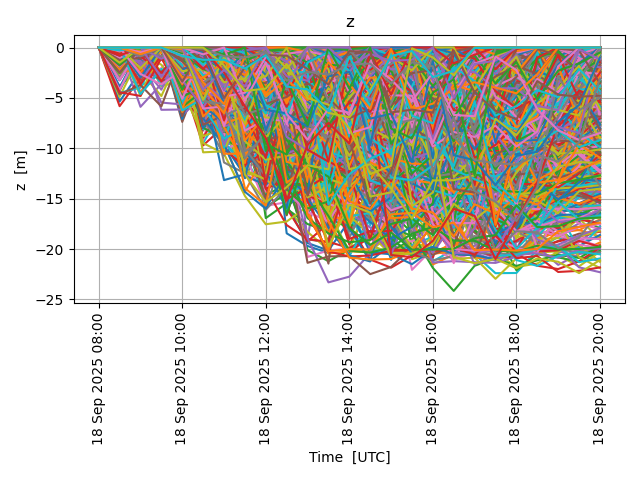 z
0
−5
−10
−15
−20
−25
z [m]
18 Sep 2025 08:00
18 Sep 2025 10:00
18 Sep 2025 12:00
18 Sep 2025 14:00
18 Sep 2025 16:00
18 Sep 2025 18:00
18 Sep 2025 20:00
Time [UTC]